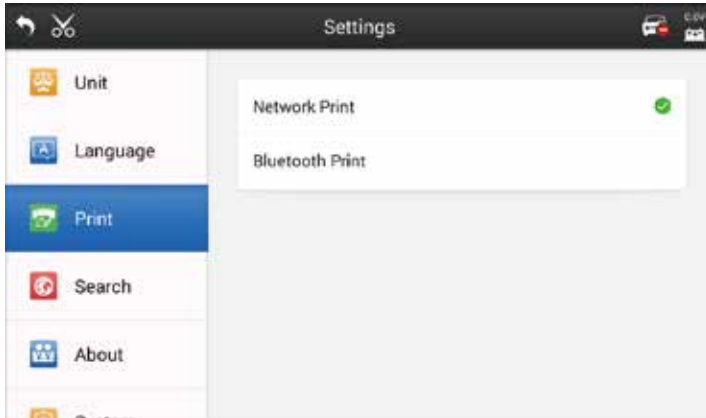 Settings
Unit
Language
Print
Search
About
Network Print
Bluetooth Print